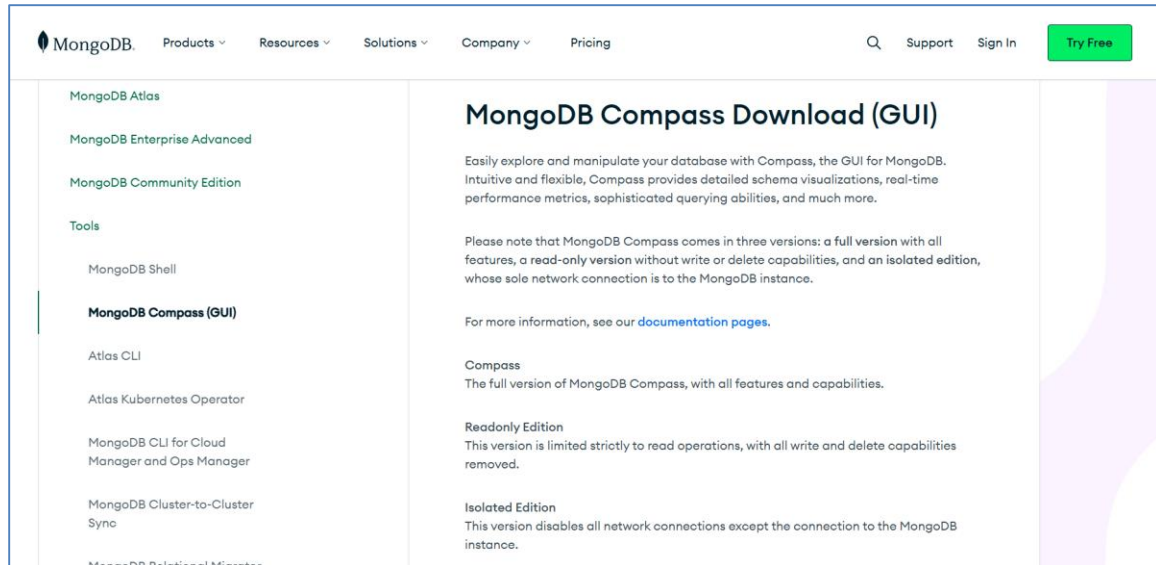 MongoDB.
Products
Resources
Solutions
Company
Pricing
Support
Sign In
Try Free
MongoDB Atlas
MongoDB Enterprise Advanced
MongoDB Community Edition
Tools
MongoDB Shell
MongoDB Compass (GUI)
Atlas CLI
Atlas Kubernetes Operator
MongoDB CLI for Cloud
Manager and Ops Manager
MongoDB Cluster-to-Cluster
Sync
MongoDB Relational Migrator
MongoDB Compass Download (GUI)
Easily explore and manipulate your database with Compass, the GUI for MongoDB.
Intuitive and flexible, Compass provides detailed schema visualizations, real-time
performance metrics, sophisticated querying abilities, and much more.
Please note that MongoDB Compass comes in three versions: a full version with all
features, a read-only version without write or delete capabilities, and an isolated edition,
whose sole network connection is to the MongoDB instance.
For more information, see our documentation pages.
Compass
The full version of MongoDB Compass, with all features and capabilities.
Readonly Edition
This version is limited strictly to read operations, with all write and delete capabilities
removed.
Isolated Edition
This version disables all network connections except the connection to the MongoDB
instance.